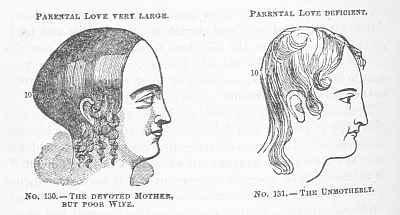 PARENTAL LOVE VERY LARGE.
PARENTAL LOVE DEFICIENT.
10
10
NO. 130.—THE DEVOTED MOTHER,
BUT POOR WIFE.
NO. 131.—THE UNMOTHERLY.